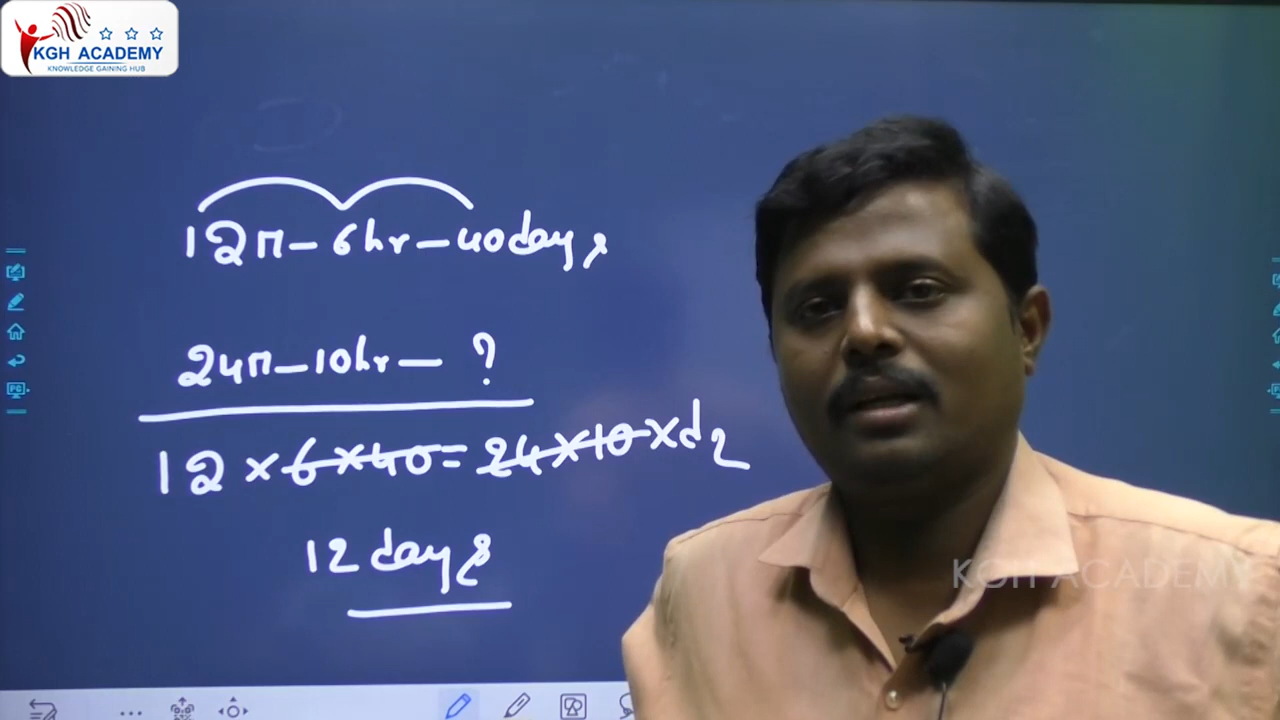 KGH ACADEMY
KNOWLEDGE GAINING HUB
12m-6hr-40days
24m-10hr- ?
12×6×40=24×10×d2
12 days
KGH ACADEMY